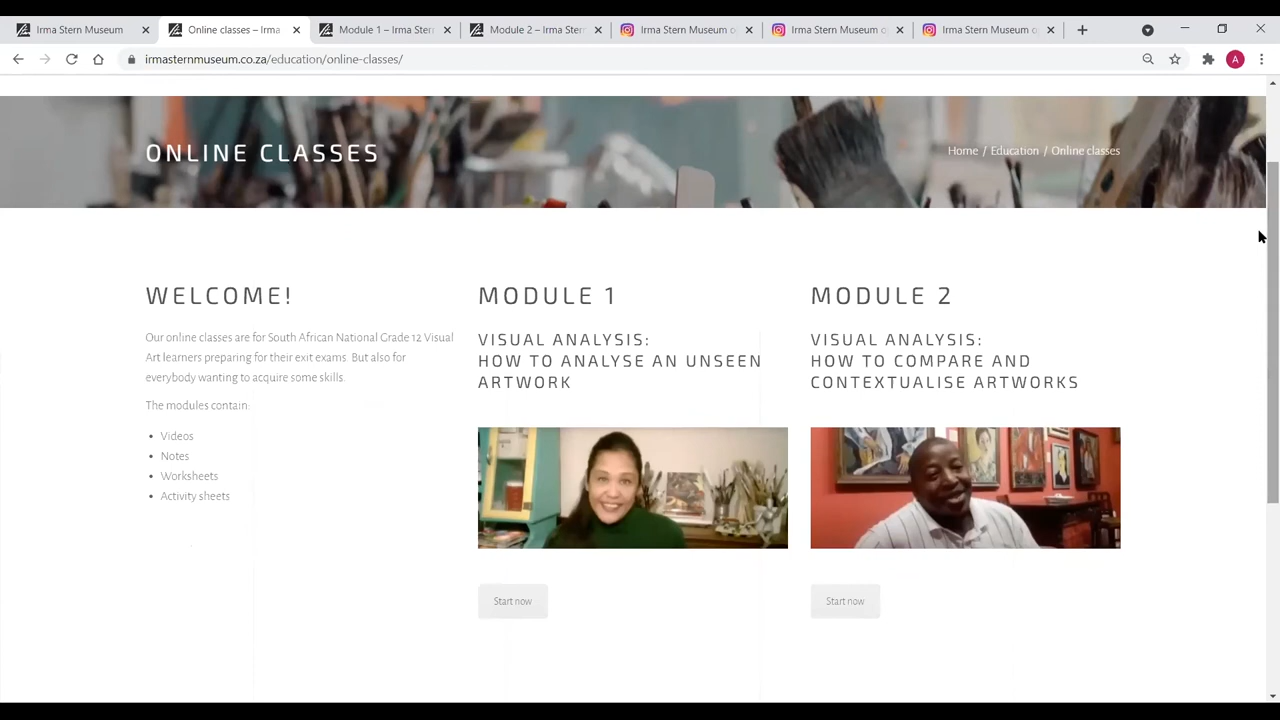 Irma Stern Museum
Online classes – Irma
Module 1 – Irma Stern
Module 2 – Irma Stern
Irma Stern Museum o
Irma Stern Museum o
Irma Stern Museum o
irmasternmuseum.co.za/education/online-classes/
A
ONLINE CLASSES
Home / Education / Online classes
WELCOME!
Our online classes are for South African National Grade 12 Visual
Art learners preparing for their exit exams. But also for
everybody wanting to acquire some skills.
The modules contain:
• Videos
• Notes
• Worksheets
• Activity sheets
MODULE 1
VISUAL ANALYSIS:
HOW TO ANALYSE AN UNSEEN
ARTWORK
Start now
MODULE 2
VISUAL ANALYSIS:
HOW TO COMPARE AND
CONTEXTUALISE ARTWORKS
Start now